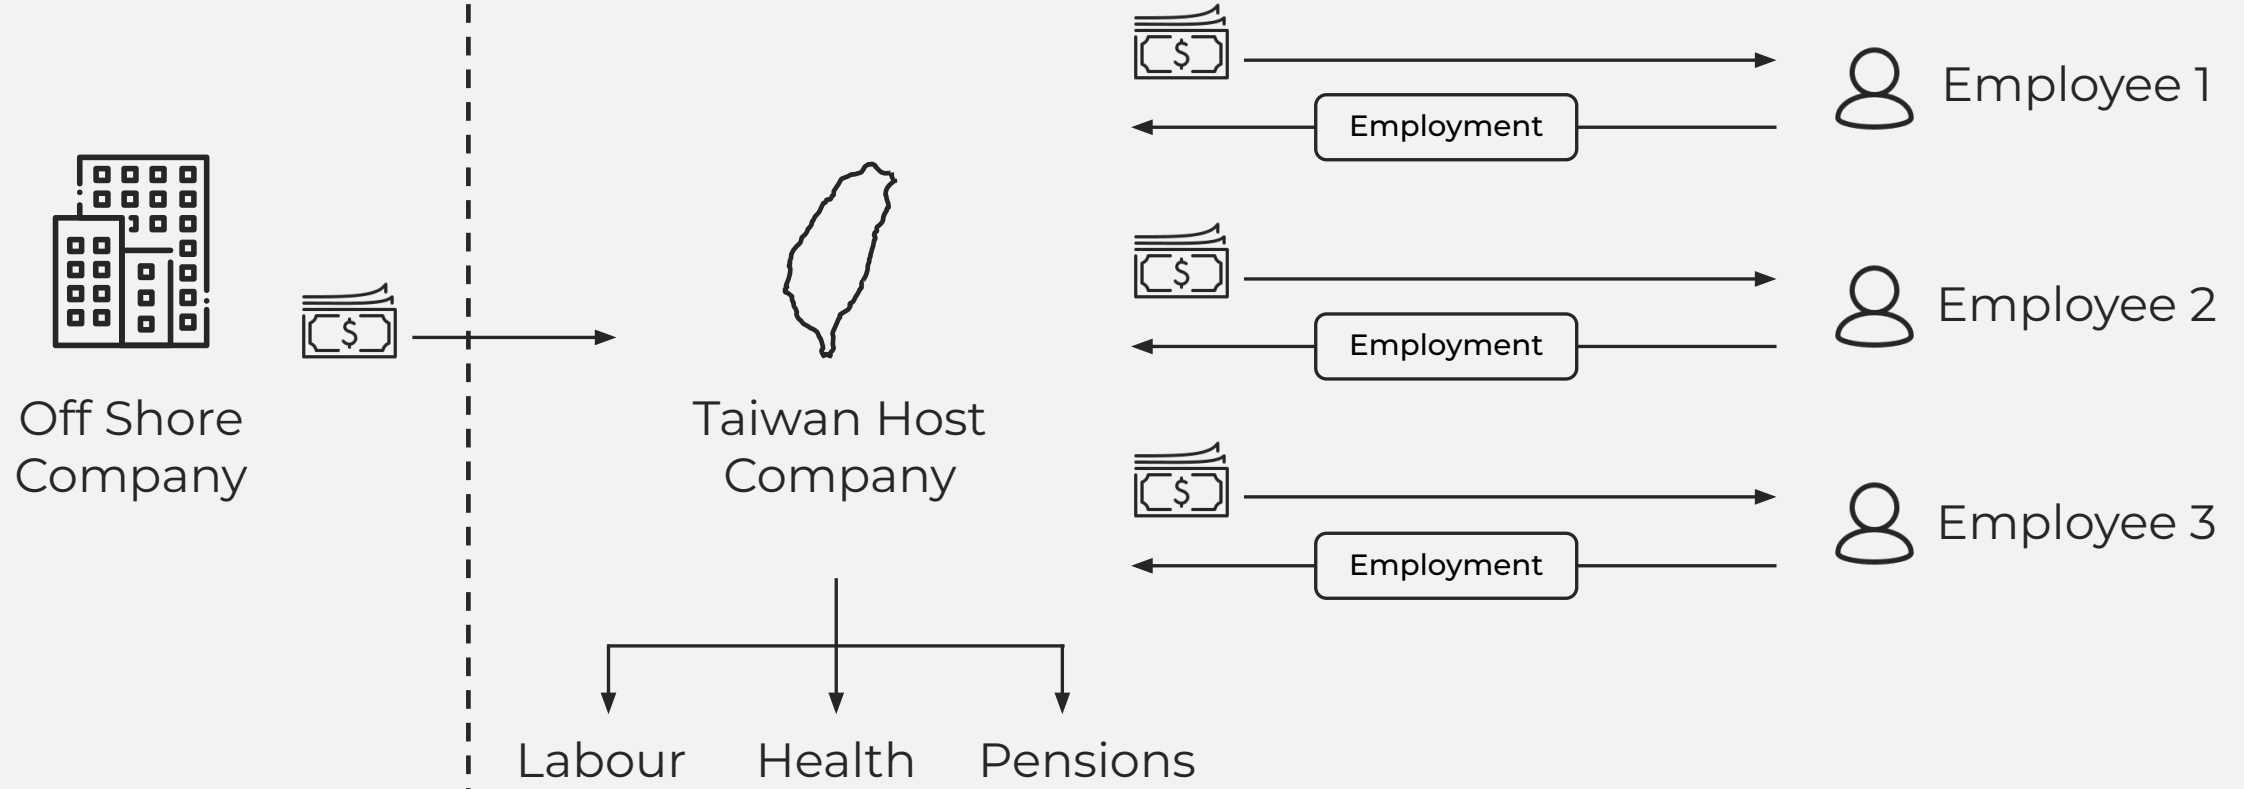 Employee 1
Employment
Employee 2
Employment
Off Shore
Company
Taiwan Host
Company
Employee 3
Employment
Labour
Health
Pensions